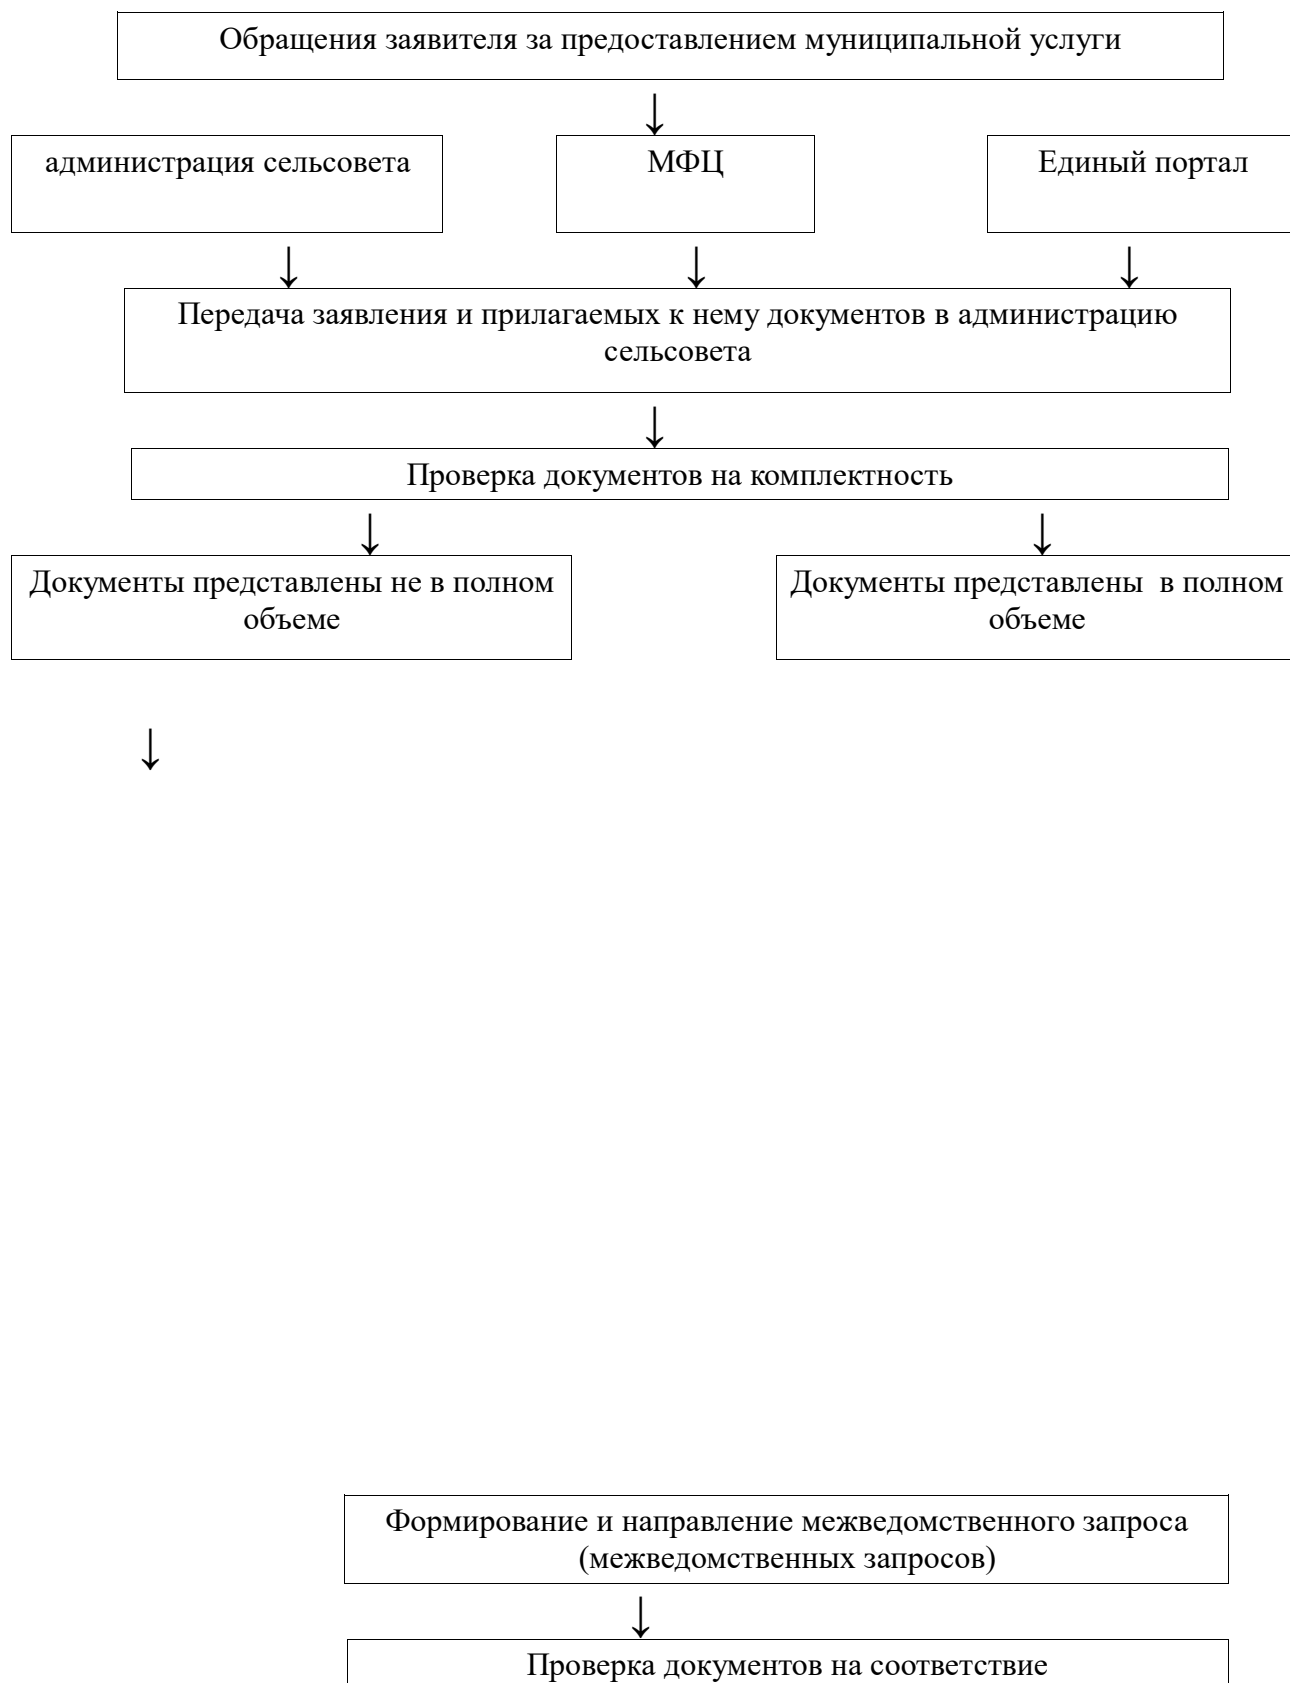 Обращения заявителя за предоставлением муниципальной услуги
администрация сельсовета
МФЦ
Единый портал
Передача заявления и прилагаемых к нему документов в администрацию
сельсовета
Проверка документов на комплектность
Документы представлены не в полном
объеме
Документы представлены  в полном
объеме
Формирование и направление межведомственного запроса
(межведомственных запросов)
Проверка документов на соответствие